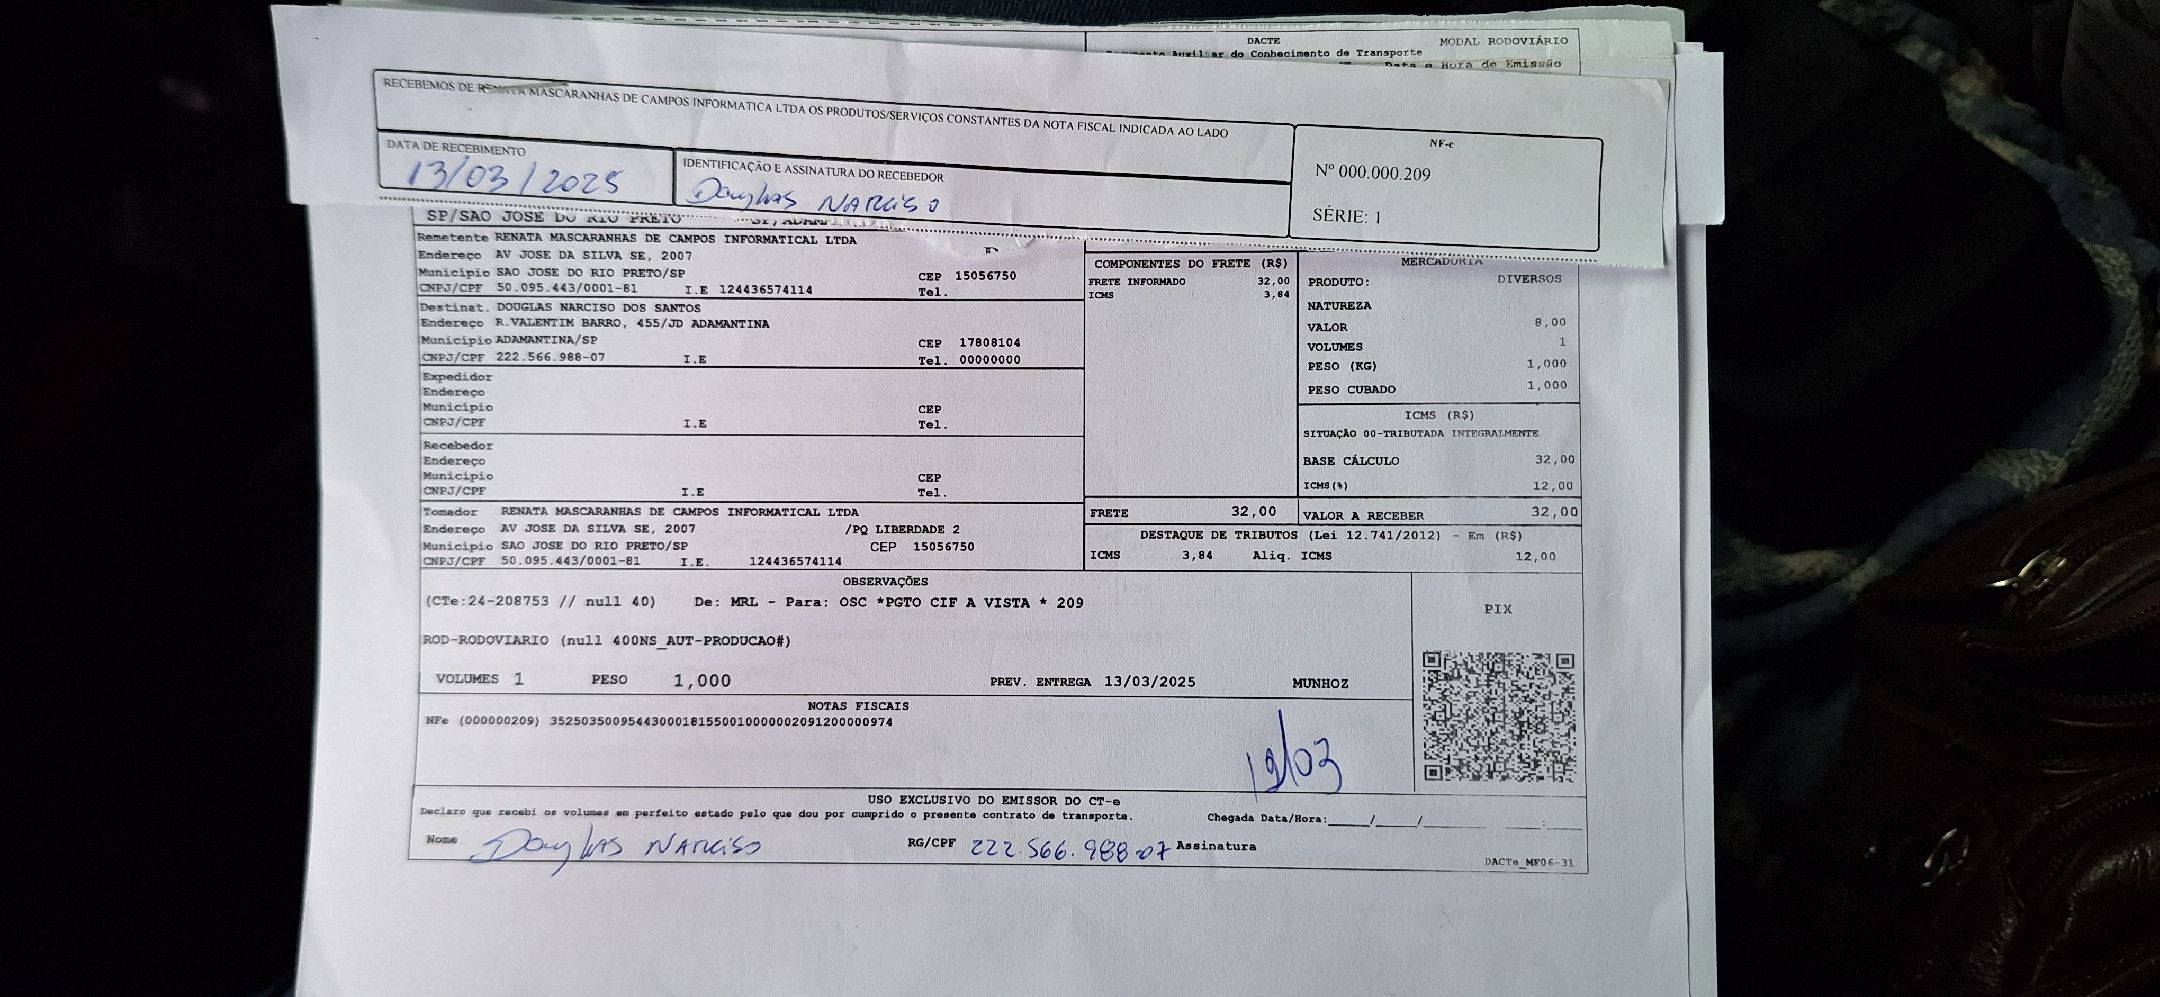 DACTE MODAL RODOVIÁRIO
Auxiliar do Conhecimento de Transporte
Data e Hora de Emissão
RECEBEMOS DE RENATA MASCARANHAS DE CAMPOS INFORMATICA LTDA OS PRODUTOS/SERVIÇOS CONSTANTES DA NOTA FISCAL INDICADA AO LADO
DATA DE RECEBIMENTO
13/03/2025
IDENTIFICAÇÃO E ASSINATURA DO RECEBEDOR
Douglas NARCISO
NF-e
Nº 000.000.209
SÉRIE: 1
SP/SAO JOSE DO RIO PRETO
Remetente RENATA MASCARANHAS DE CAMPOS INFORMATICAL LTDA
Endereço AV JOSE DA SILVA SE, 2007
Município SAO JOSE DO RIO PRETO/SP CEP 15056750
CNPJ/CPF 50.095.443/0001-81 I.E 124436574114 Tel.
Destinat. DOUGLAS NARCISO DOS SANTOS
Endereço R.VALENTIM BARRO, 455/JD ADAMANTINA
Município ADAMANTINA/SP CEP 17808104
CNPJ/CPF 222.566.988-07 I.E Tel. 00000000
Expedidor
Endereço
Município CEP
CNPJ/CPF I.E Tel.
Recebedor
Endereço
Município CEP
CNPJ/CPF I.E Tel.
Tomador RENATA MASCARANHAS DE CAMPOS INFORMATICAL LTDA
Endereço AV JOSE DA SILVA SE, 2007 /PQ LIBERDADE 2
Município SAO JOSE DO RIO PRETO/SP CEP 15056750
CNPJ/CPF 50.095.443/0001-81 I.E. 124436574114
COMPONENTES DO FRETE (R$)
FRETE INFORMADO 32,00
ICMS 3,84
MERCADORIA
PRODUTO: DIVERSOS
NATUREZA
VALOR 8,00
VOLUMES 1
PESO (KG) 1,000
PESO CUBADO 1,000
ICMS (R$)
SITUAÇÃO 00-TRIBUTADA INTEGRALMENTE
BASE CÁLCULO 32,00
ICMS(%) 12,00
FRETE 32,00 VALOR A RECEBER 32,00
DESTAQUE DE TRIBUTOS (Lei 12.741/2012) - Em (R$)
ICMS 3,84 Aliq. ICMS 12,00
OBSERVAÇÕES
(CTe:24-208753 // null 40) De: MRL - Para: OSC *PGTO CIF A VISTA * 209
ROD-RODOVIARIO (null 400NS_AUT-PRODUCAO#)
VOLUMES 1 PESO 1,000 PREV. ENTREGA 13/03/2025 MUNHOZ
PIX
NOTAS FISCAIS
NFe (000000209) 35250350095443000181550010000002091200000974
USO EXCLUSIVO DO EMISSOR DO CT-e
Declaro que recebi os volumes em perfeito estado pelo que dou por cumprido o presente contrato de transporte. Chegada Data/Hora:_____/_____/_______ ____:____
Nome Douglas NARCISO RG/CPF 222.566.988-07 Assinatura
DACTe_MF06-31